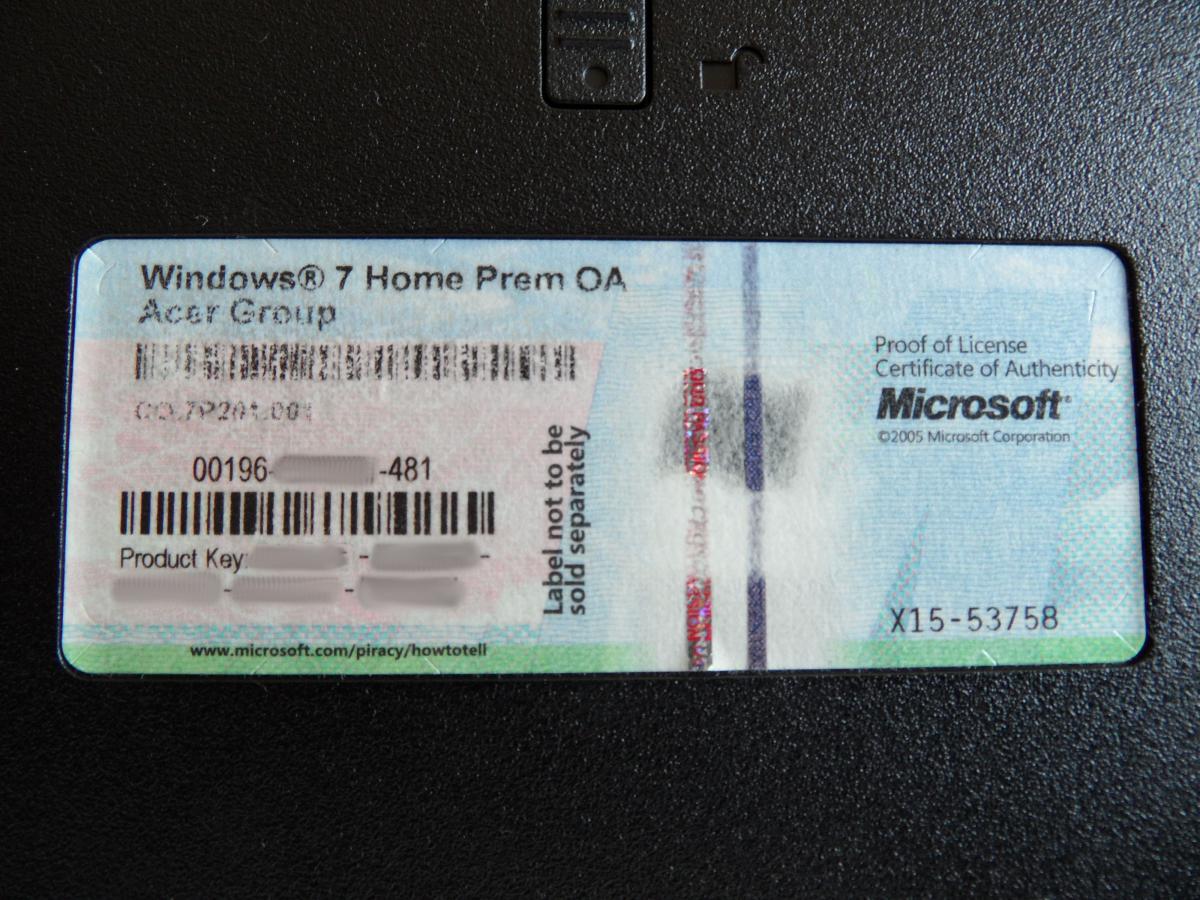 Windows® 7 Home Prem OA
Acer Group
00196- -481
Product Key: - -
- -
Label not to be
sold separately
www.microsoft.com/piracy/howtotell
Proof of License
Certificate of Authenticity
Microsoft®
©2005 Microsoft Corporation
X15-53758